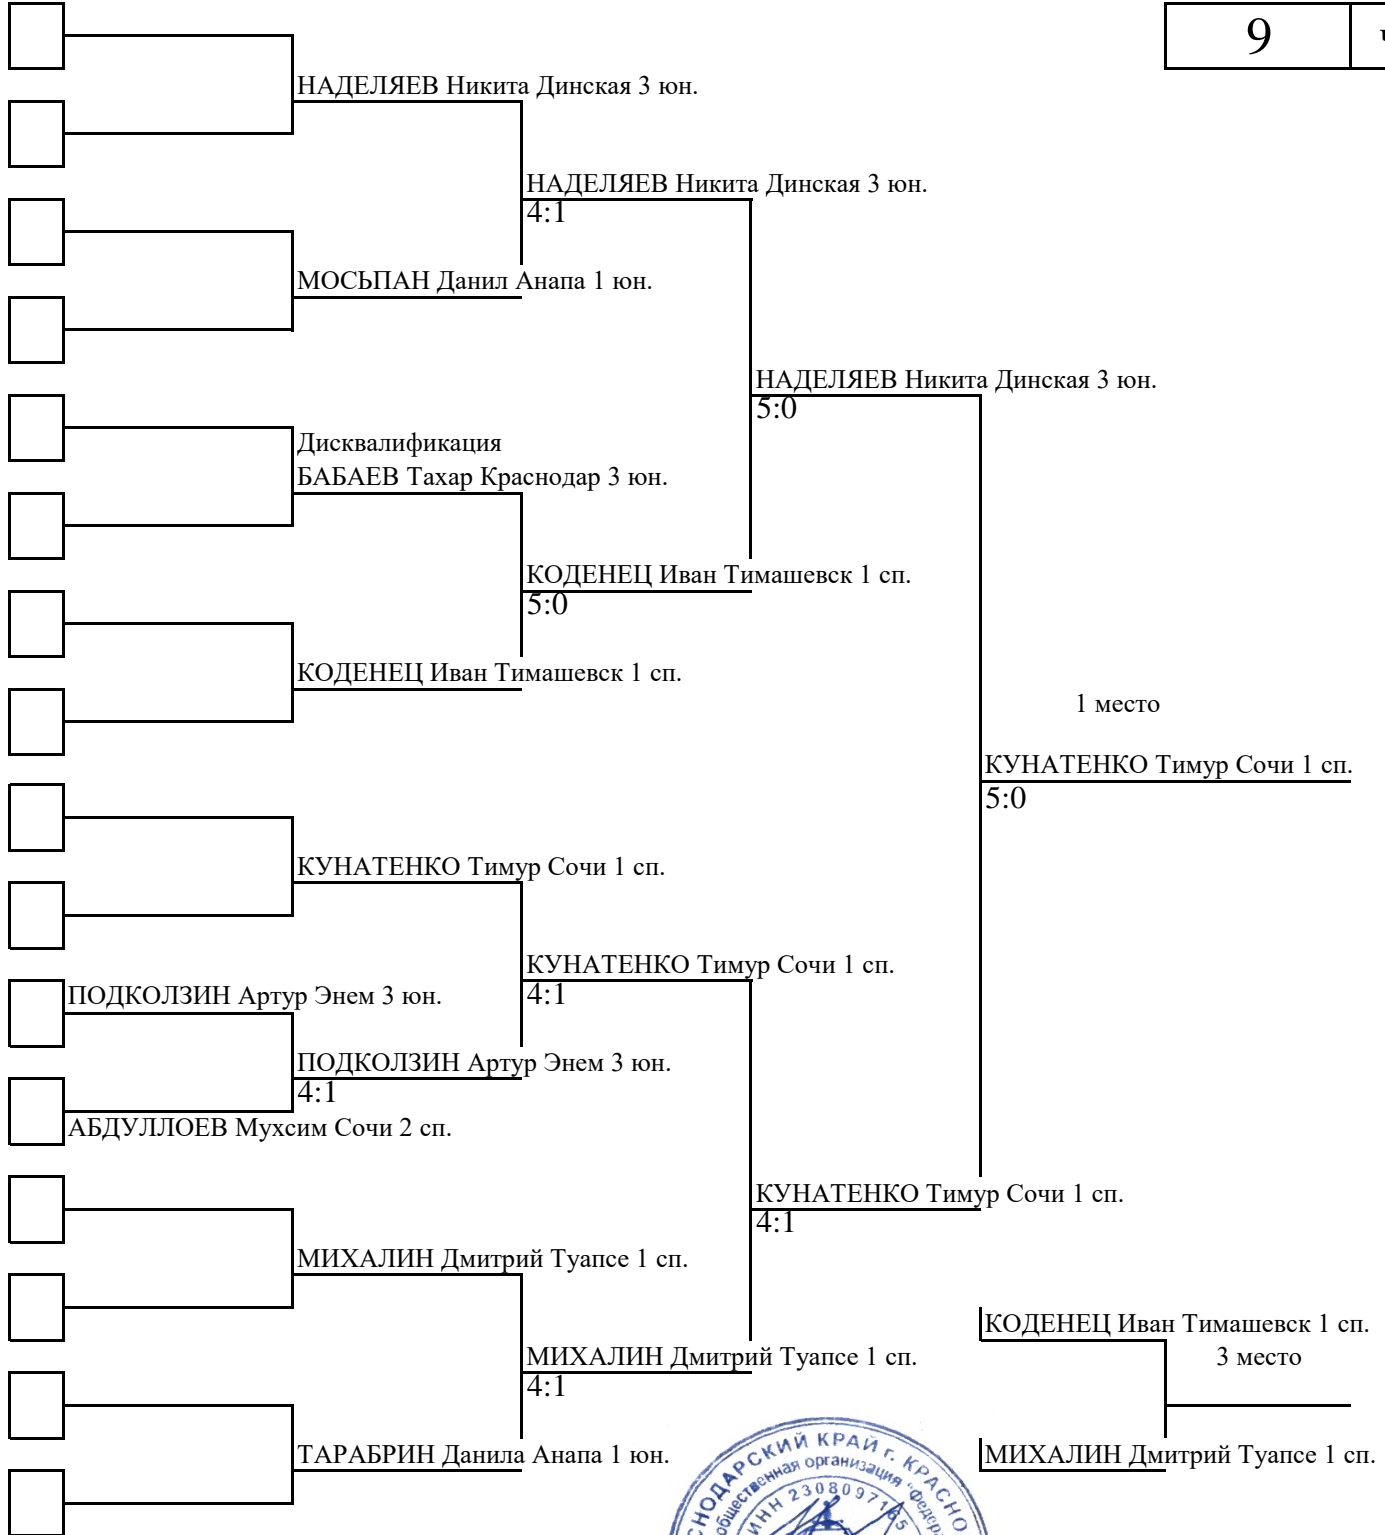 9
НАДЕЛЯЕВ Никита Динская 3 юн.
НАДЕЛЯЕВ Никита Динская 3 юн.
4:1
МОСЬПАН Данил Анапа 1 юн.
НАДЕЛЯЕВ Никита Динская 3 юн.
5:0
Дисквалификация
БАБАЕВ Тахар Краснодар 3 юн.
КОДЕНЕЦ Иван Тимашевск 1 сп.
5:0
КОДЕНЕЦ Иван Тимашевск 1 сп.
1 место
КУНАТЕНКО Тимур Сочи 1 сп.
5:0
КУНАТЕНКО Тимур Сочи 1 сп.
КУНАТЕНКО Тимур Сочи 1 сп.
4:1
ПОДКОЛЗИН Артур Энем 3 юн.
ПОДКОЛЗИН Артур Энем 3 юн.
4:1
АБДУЛЛОЕВ Мухсим Сочи 2 сп.
КУНАТЕНКО Тимур Сочи 1 сп.
4:1
МИХАЛИН Дмитрий Туапсе 1 сп.
КОДЕНЕЦ Иван Тимашевск 1 сп.
3 место
МИХАЛИН Дмитрий Туапсе 1 сп.
4:1
ТАРАБРИН Данила Анапа 1 юн.
МИХАЛИН Дмитрий Туапсе 1 сп.
СНОДАРСКИЙ КРАЙ г. КРАСНО
общественная организация "Федера
ИНН 2308097165